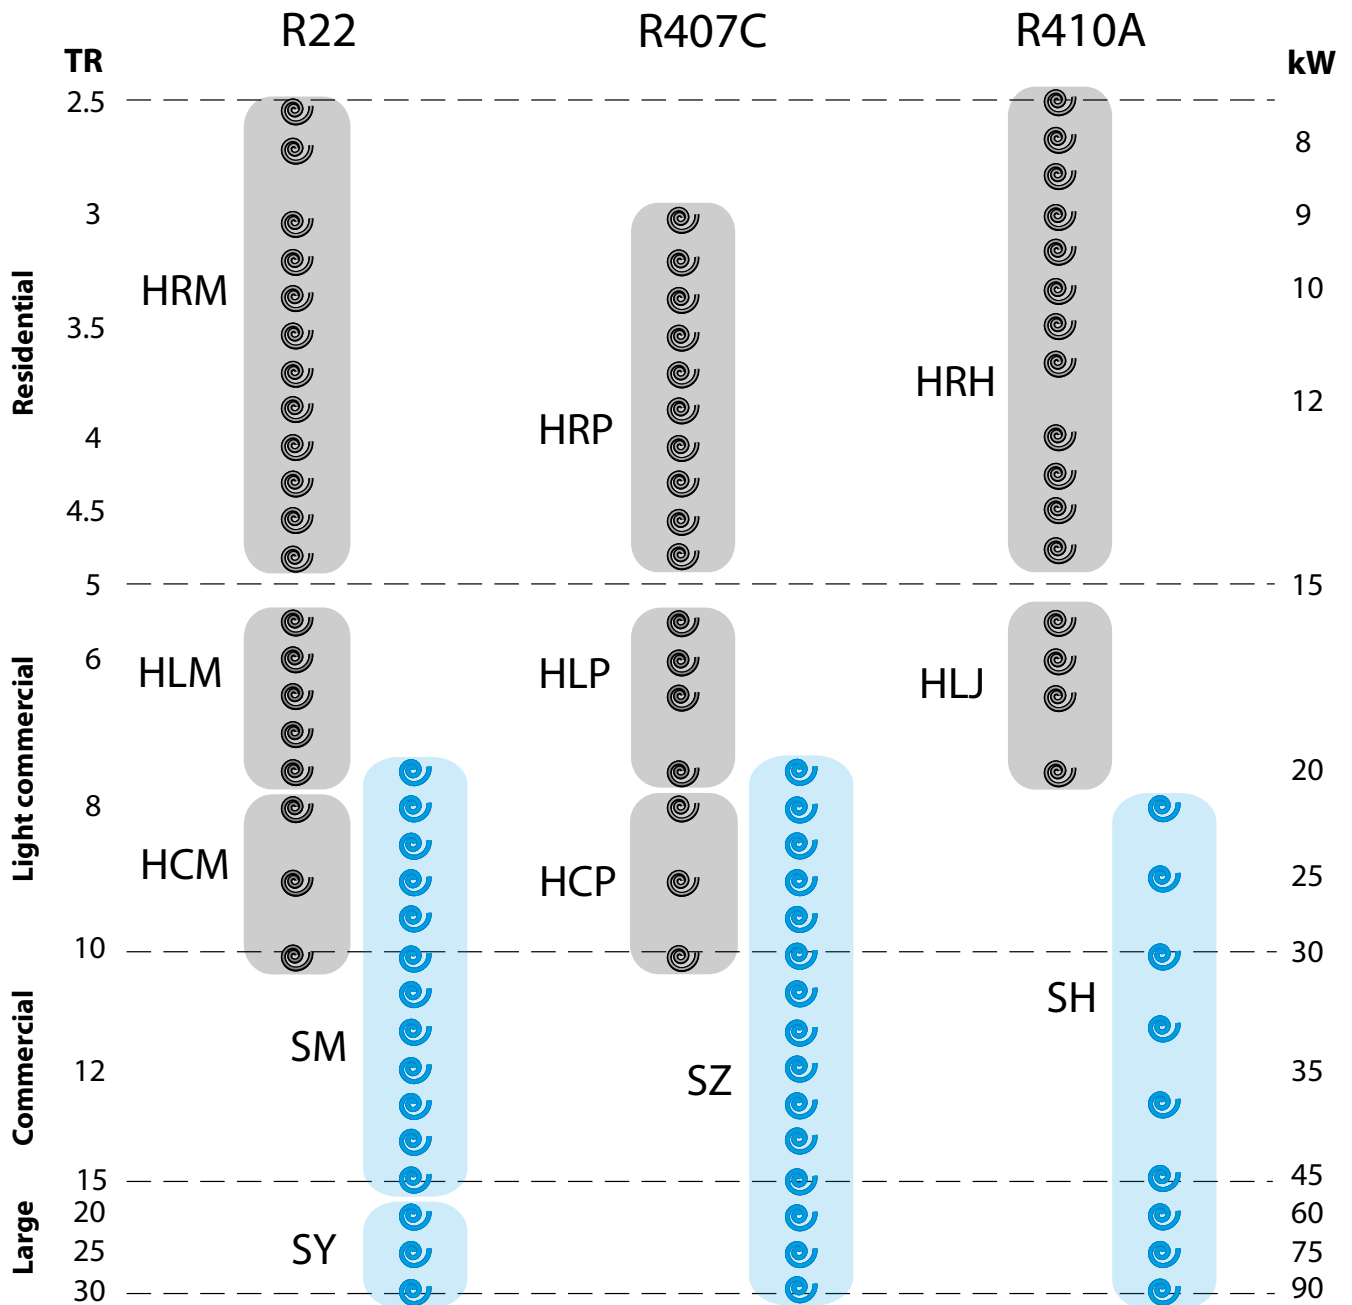 R22 R407C R410A
TR kW
2.5
8
3 9
HRM 10
Residential
3.5
HRH 12
HRP
4
4.5
5 15
6
HLM HLP HLJ
Light commercial
20
8
HCM HCP 25
10 30
SH
SM
Commercial
12 35
SZ
15 45
20 60
Large
SY
25 75
30 90